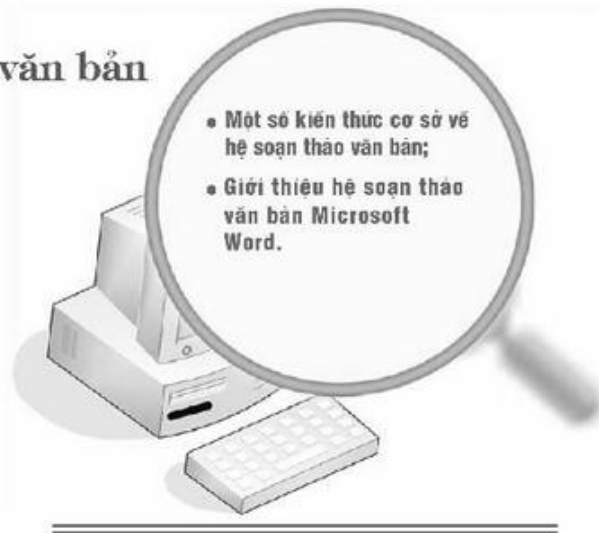 văn bản
• Một số kiến thức cơ sở về
hệ soạn thảo văn bản;
• Giới thiệu hệ soạn thảo
văn bản Microsoft
Word.